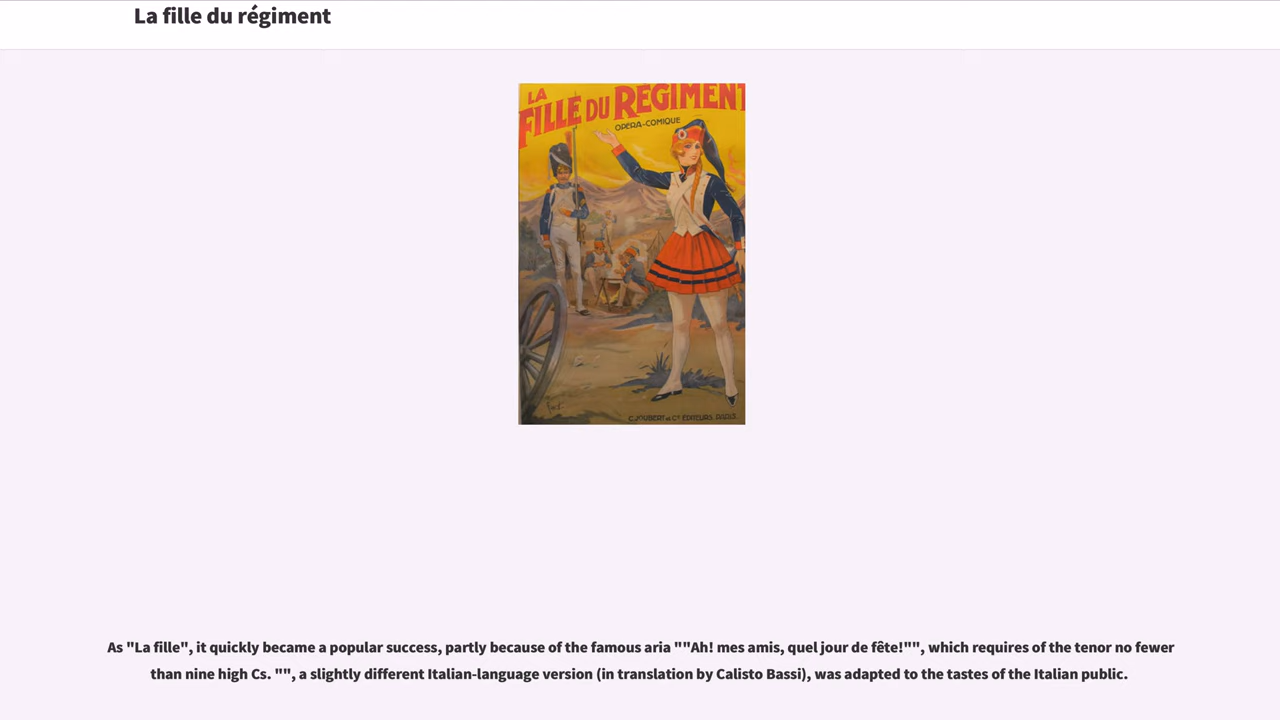 La fille du régiment
LA
FILLE DU REGIMENT
OPERA-COMIQUE
C. JOUBERT et Cie EDITEURS, PARIS.
As "La fille", it quickly became a popular success, partly because of the famous aria ""Ah! mes amis, quel jour de fête!"", which requires of the tenor no fewer
than nine high Cs. "", a slightly different Italian-language version (in translation by Calisto Bassi), was adapted to the tastes of the Italian public.